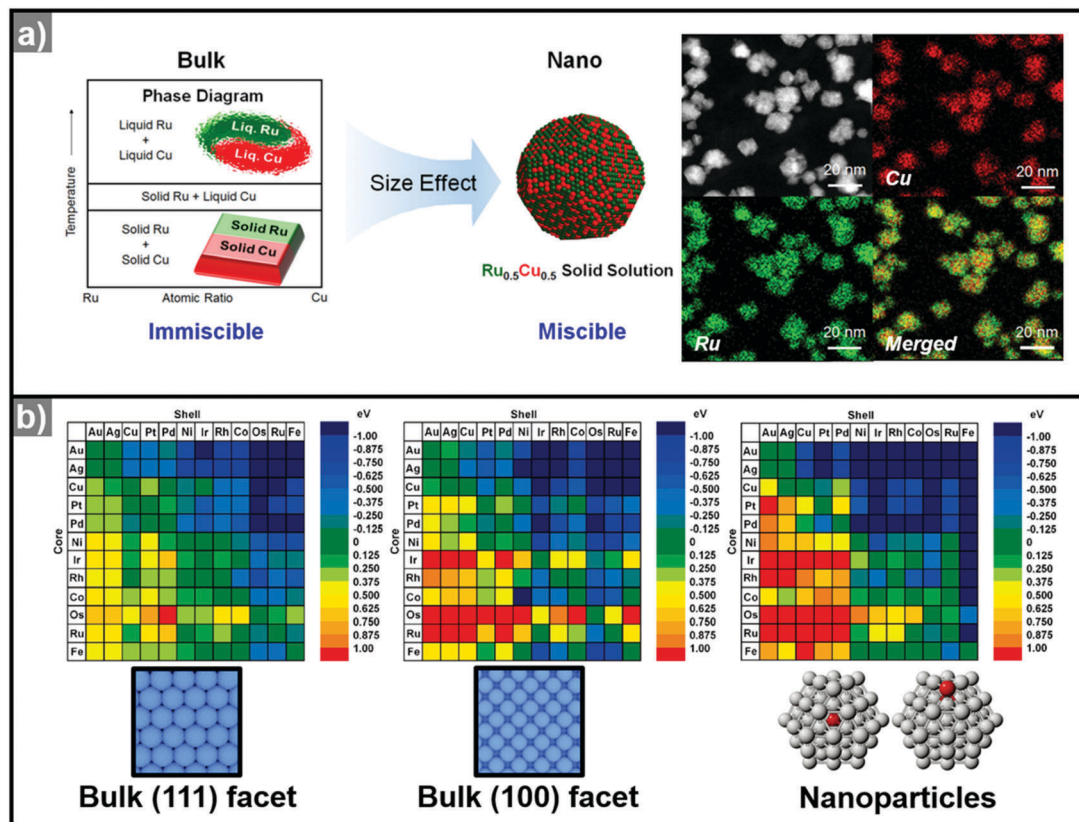 a)
Bulk
Phase Diagram
Temperature
Liquid Ru
+
Liquid Cu
Liq. Ru
Liq. Cu
Solid Ru + Liquid Cu
Solid Ru
+
Solid Cu
Solid Ru
Solid Cu
Ru Atomic Ratio Cu
Immiscible
Size Effect
Nano
Ru0.5Cu0.5 Solid Solution
Miscible
20 nm
Cu
20 nm
Ru
20 nm
Merged
20 nm
b)
Shell
Au Ag Cu Pt Pd Ni Ir Rh Co Os Ru Fe
Core
Au
Ag
Cu
Pt
Pd
Ni
Ir
Rh
Co
Os
Ru
Fe
eV
-1.00
-0.875
-0.750
-0.625
-0.500
-0.375
-0.250
-0.125
0
0.125
0.250
0.375
0.500
0.625
0.750
0.875
1.00
Bulk (111) facet
Shell
Au Ag Cu Pt Pd Ni Ir Rh Co Os Ru Fe
Core
Au
Ag
Cu
Pt
Pd
Ni
Ir
Rh
Co
Os
Ru
Fe
eV
-1.00
-0.875
-0.750
-0.625
-0.500
-0.375
-0.250
-0.125
0
0.125
0.250
0.375
0.500
0.625
0.750
0.875
1.00
Bulk (100) facet
Shell
Au Ag Cu Pt Pd Ni Ir Rh Co Os Ru Fe
Core
Au
Ag
Cu
Pt
Pd
Ni
Ir
Rh
Co
Os
Ru
Fe
eV
-1.00
-0.875
-0.750
-0.625
-0.500
-0.375
-0.250
-0.125
0
0.125
0.250
0.375
0.500
0.625
0.750
0.875
1.00
Nanoparticles